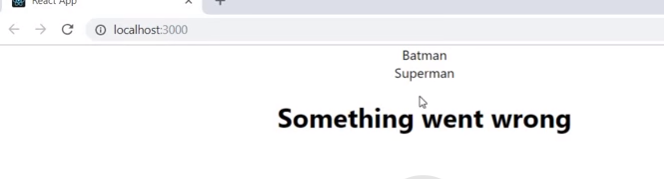 React App
localhost:3000
Batman
Superman
Something went wrong